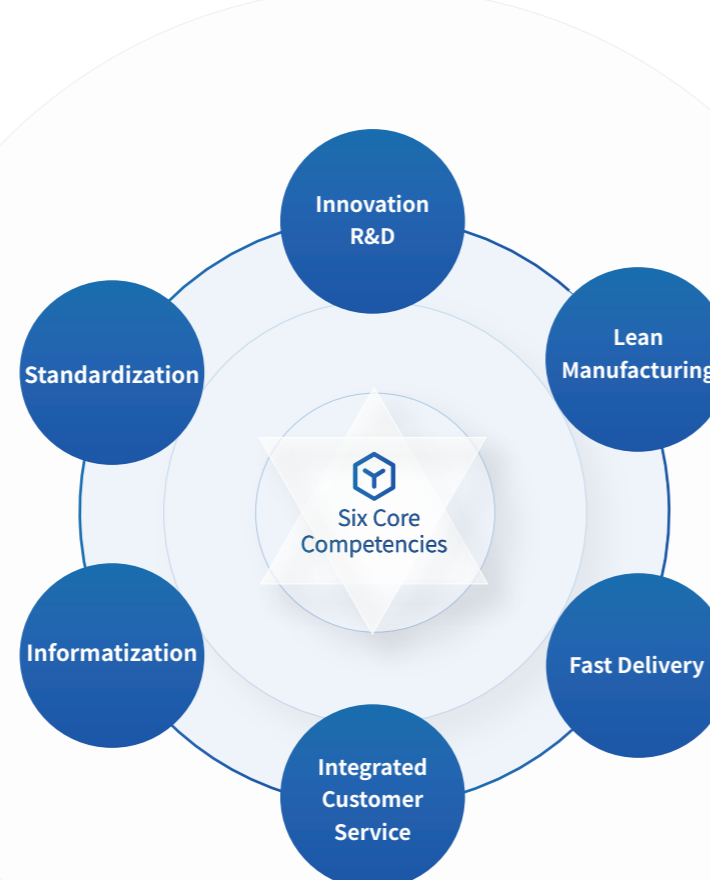 Innovation
R&D
Lean
Manufacturing
Standardization
Six Core
Competencies
Informatization
Fast Delivery
Integrated
Customer
Service